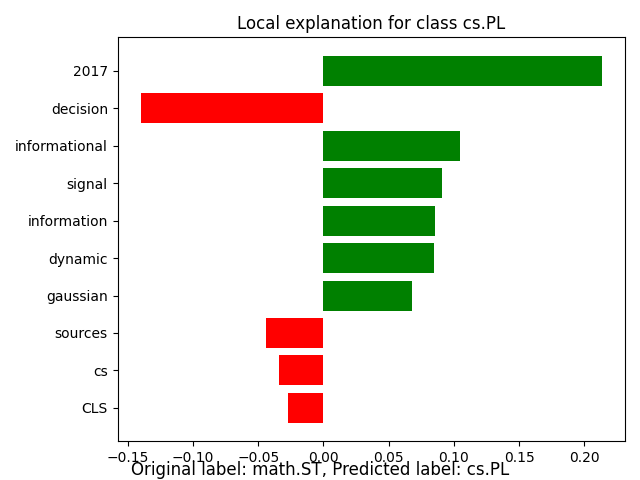 Local explanation for class cs.PL
2017
decision
informational
signal
information
dynamic
gaussian
sources
cs
CLS
−0.15 −0.10 −0.05 0.00 0.05 0.10 0.15 0.20
Original label: math.ST, Predicted label: cs.PL